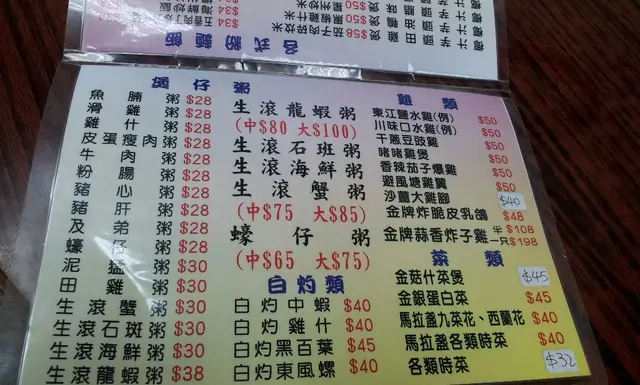 各式粉麵飯
煲仔粥
魚腩粥 $28
滑雞粥 $28
雞什粥 $28
皮蛋瘦肉粥 $28
牛肉粥 $28
粉腸粥 $28
豬心粥 $28
豬肝粥 $28
及弟粥 $28
蠔仔粥 $28
泥猛粥 $30
田雞粥 $30
生滾蟹粥 $30
生滾石斑粥 $30
生滾海鮮粥 $30
生滾龍蝦粥 $38
生滾龍蝦粥
(中$80 大$100)
生滾石班粥
生滾海鮮粥
生滾蟹粥
(中$75 大$85)
蠔仔粥
(中$65 大$75)
白灼類
白灼中蝦 $40
白灼雞什 $40
白灼黑百葉 $45
白灼東風螺 $40
雞類
東江鹽水雞(例) $50
川味口水雞(例) $50
干蔥豆豉雞 $50
啫啫雞煲 $50
香辣茄子爆雞 $50
避風塘雞翼 $50
沙薑大雞腳 $40
金牌炸脆皮乳鴿 $48
金牌蒜香炸子雞 半$108
一只$198
菜類
金菇什菜煲 $45
金銀蛋白菜 $45
馬拉盞九菜花、西蘭花 $40
馬拉盞各類時菜 $40
各類時菜 $32